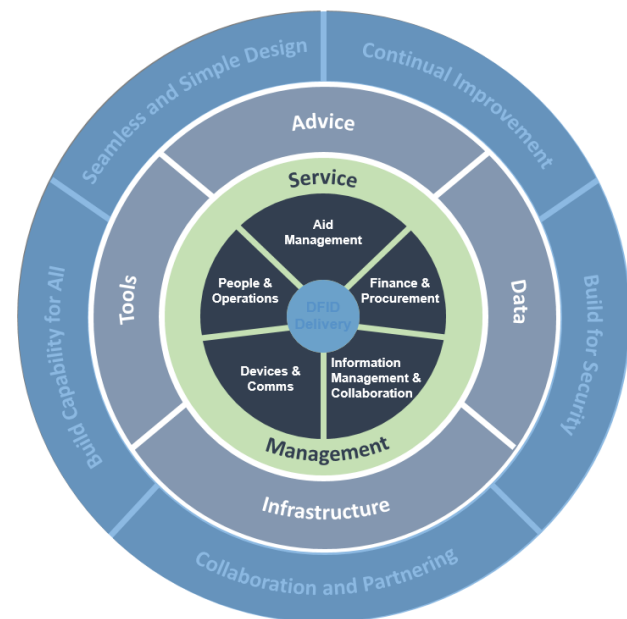 Seamless and Simple Design
Continual Improvement
Build for Security
Collaboration and Partnering
Build Capability for All
Advice
Data
Infrastructure
Tools
Service
Management
Aid
Management
Finance &
Procurement
Information
Management &
Collaboration
Devices &
Comms
People &
Operations
DFID
Delivery